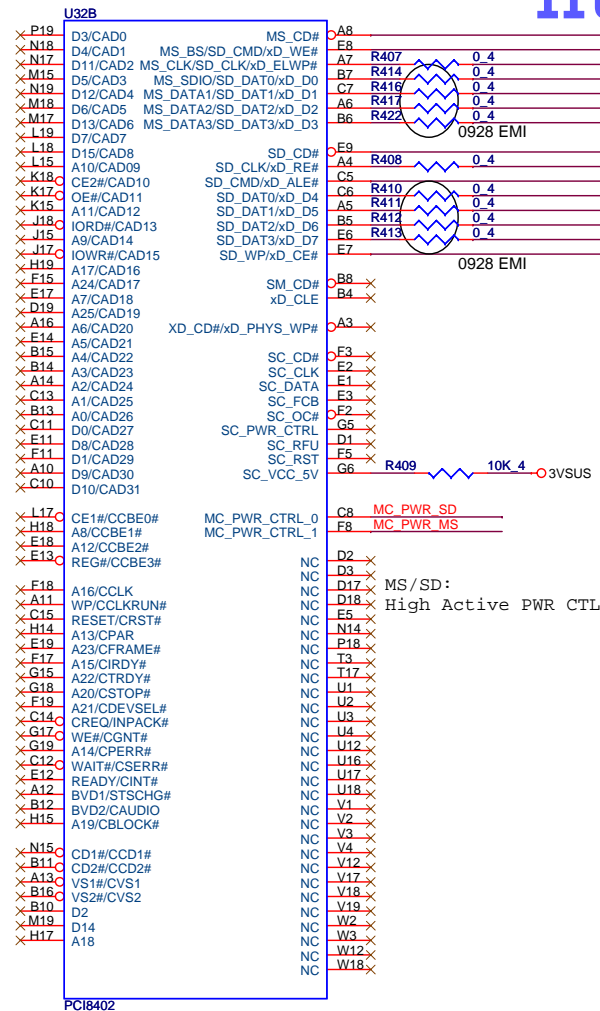 U32B
P19 D3/CAD0 MS_CD# A8
N18 D4/CAD1 MS_BS/SD_CMD/xD_WE# E8
N17 D11/CAD2 MS_CLK/SD_CLK/xD_ELWP# A7 R407 0_4
M15 D5/CAD3 MS_SDIO/SD_DAT0/xD_D0 B7 R414 0_4
N19 D12/CAD4 MS_DATA1/SD_DAT1/xD_D1 C7 R416 0_4
M18 D6/CAD5 MS_DATA2/SD_DAT2/xD_D2 A6 R417 0_4
M17 D13/CAD6 MS_DATA3/SD_DAT3/xD_D3 B6 R422 0_4
L19 D7/CAD7 0928 EMI
L18 D15/CAD8 SD_CD# E9
L15 A10/CAD09 SD_CLK/xD_RE# A4 R408 0_4
K18 CE2#/CAD10 SD_CMD/xD_ALE# C5
K17 OE#/CAD11 SD_DAT0/xD_D4 C6 R410 0_4
K15 A11/CAD12 SD_DAT1/xD_D5 A5 R411 0_4
J18 IORD#/CAD13 SD_DAT2/xD_D6 B5 R412 0_4
J15 A9/CAD14 SD_DAT3/xD_D7 E6 R413 0_4
J17 IOWR#/CAD15 SD_WP/xD_CE# E7
H19 A17/CAD16 0928 EMI
F15 A24/CAD17 SM_CD# B8
E17 A7/CAD18 xD_CLE B4
D19 A25/CAD19
A16 A6/CAD20 XD_CD#/xD_PHYS_WP# A3
E14 A5/CAD21
B15 A4/CAD22 SC_CD# F3
B14 A3/CAD23 SC_CLK E2
A14 A2/CAD24 SC_DATA E1
C13 A1/CAD25 SC_FCB E3
B13 A0/CAD26 SC_OC# F2
C11 D0/CAD27 SC_PWR_CTRL G5
E11 D8/CAD28 SC_RFU D1
F11 D1/CAD29 SC_RST F5
A10 D9/CAD30 SC_VCC_5V G6 R409 10K_4 3VSUS
C10 D10/CAD31
L17 CE1#/CCBE0# MC_PWR_CTRL_0 C8 MC_PWR_SD
H18 A8/CCBE1# MC_PWR_CTRL_1 F8 MC_PWR_MS
E18 A12/CCBE2#
E13 REG#/CCBE3# NC D2
NC D3
F18 A16/CCLK NC D17 MS/SD:
A11 WP/CCLKRUN# NC D18 High Active PWR CTL
C15 RESET/CRST# NC E5
H14 A13/CPAR NC N14
E19 A23/CFRAME# NC P18
F17 A15/CIRDY# NC T3
G15 A22/CTRDY# NC T17
G18 A20/CSTOP# NC U1
F19 A21/CDEVSEL# NC U2
C14 CREQ/INPACK# NC U3
G17 WE#/CGNT# NC U4
G19 A14/CPERR# NC U12
C12 WAIT#/CSERR# NC U16
E12 READY/CINT# NC U17
A12 BVD1/STSCHG# NC U18
B12 BVD2/CAUDIO NC V1
H15 A19/CBLOCK# NC V2
NC V3
N15 CD1#/CCD1# NC V4
B11 CD2#/CCD2# NC V12
A13 VS1#/CVS1 NC V17
B16 VS2#/CVS2 NC V18
B10 D2 NC V19
M19 D14 NC W2
H17 A18 NC W3
NC W12
NC W18
PCI8402